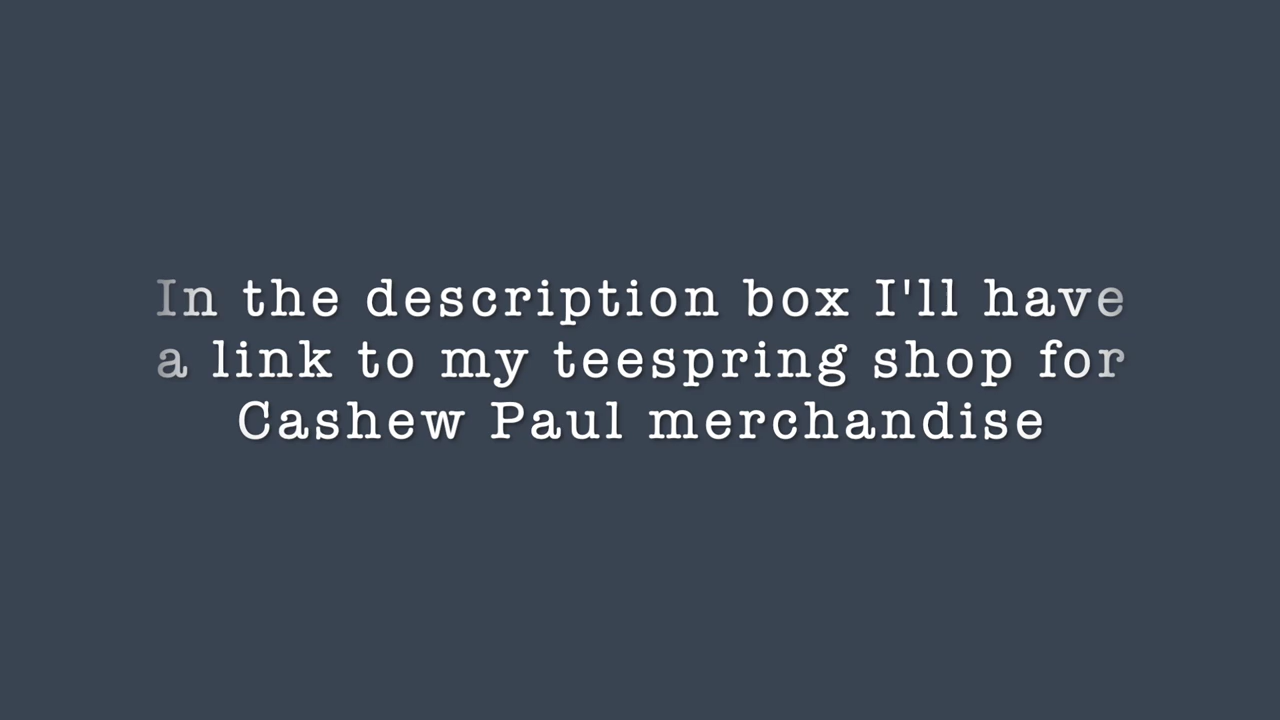 In the description box I'll have
a link to my teespring shop for
Cashew Paul merchandise